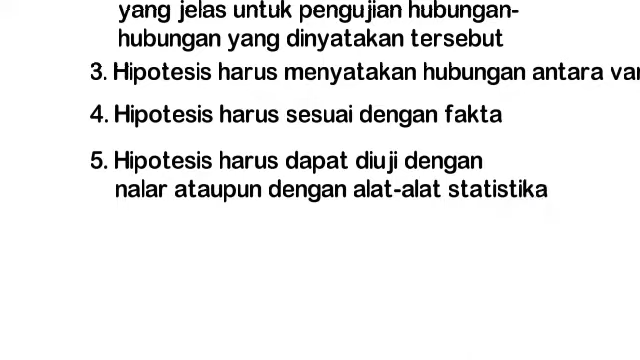 yang jelas untuk pengujian hubungan-
hubungan yang dinyatakan tersebut
3. Hipotesis harus menyatakan hubungan antara
4. Hipotesis harus sesuai dengan fakta
5. Hipotesis harus dapat diuji dengan
nalar ataupun dengan alat-alat statistika